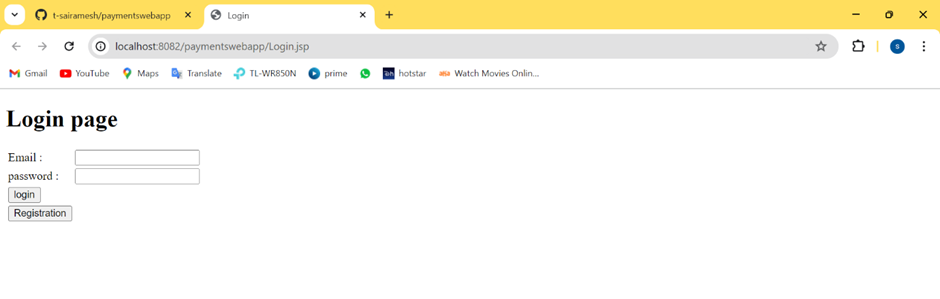 t-sairamesh/paymentswebapp Login
localhost:8082/paymentswebapp/Login.jsp
Gmail YouTube Maps Translate TL-WR850N prime hotstar Watch Movies Onlin...
Login page
Email :
password :
login
Registration